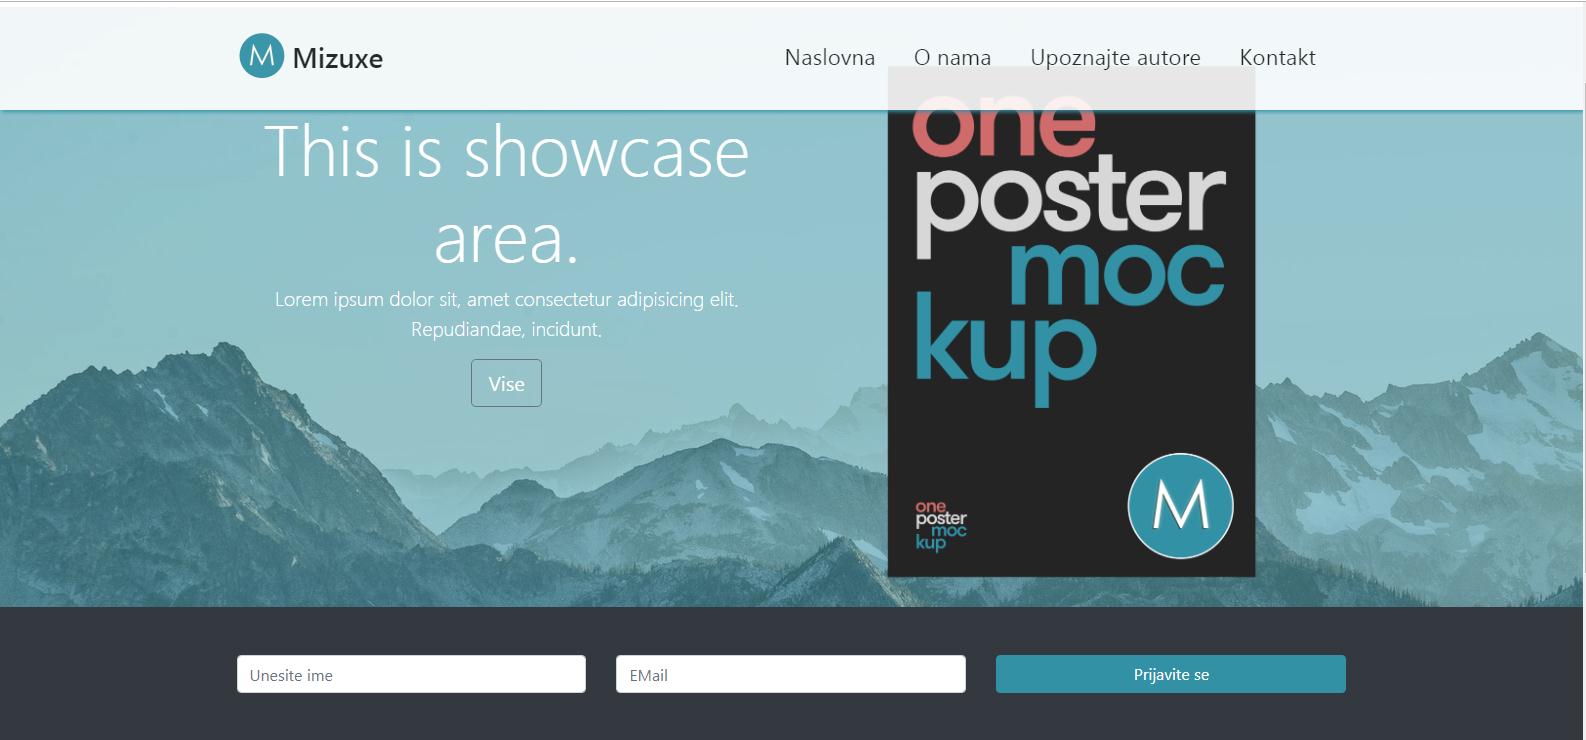 M Mizuxe
Naslovna O nama Upoznajte autore Kontakt
This is showcase
area.
Lorem ipsum dolor sit, amet consectetur adipisicing elit.
Repudiandae, incidunt.
Vise
one
poster
moc
kup
one
poster
moc
kup
M
Unesite ime
EMail
Prijavite se